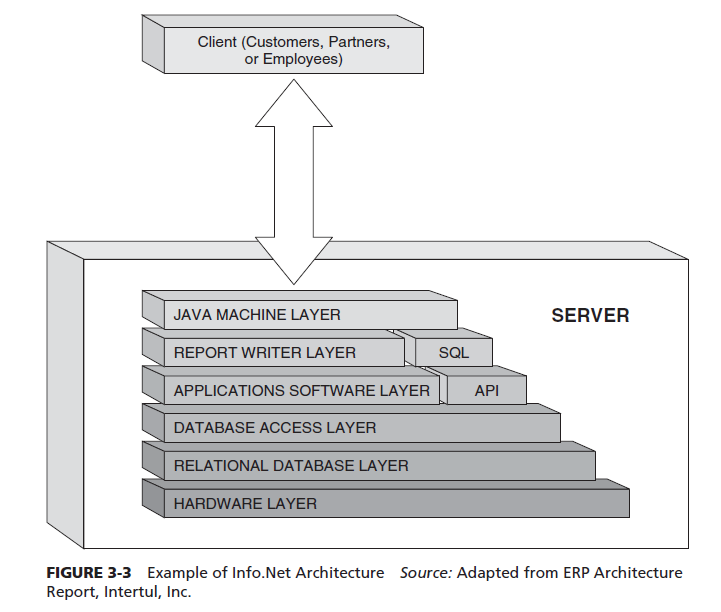 Client (Customers, Partners,
or Employees)
SERVER
JAVA MACHINE LAYER
REPORT WRITER LAYER
SQL
APPLICATIONS SOFTWARE LAYER
API
DATABASE ACCESS LAYER
RELATIONAL DATABASE LAYER
HARDWARE LAYER
FIGURE 3-3 Example of Info.Net Architecture Source: Adapted from ERP Architecture
Report, Intertul, Inc.